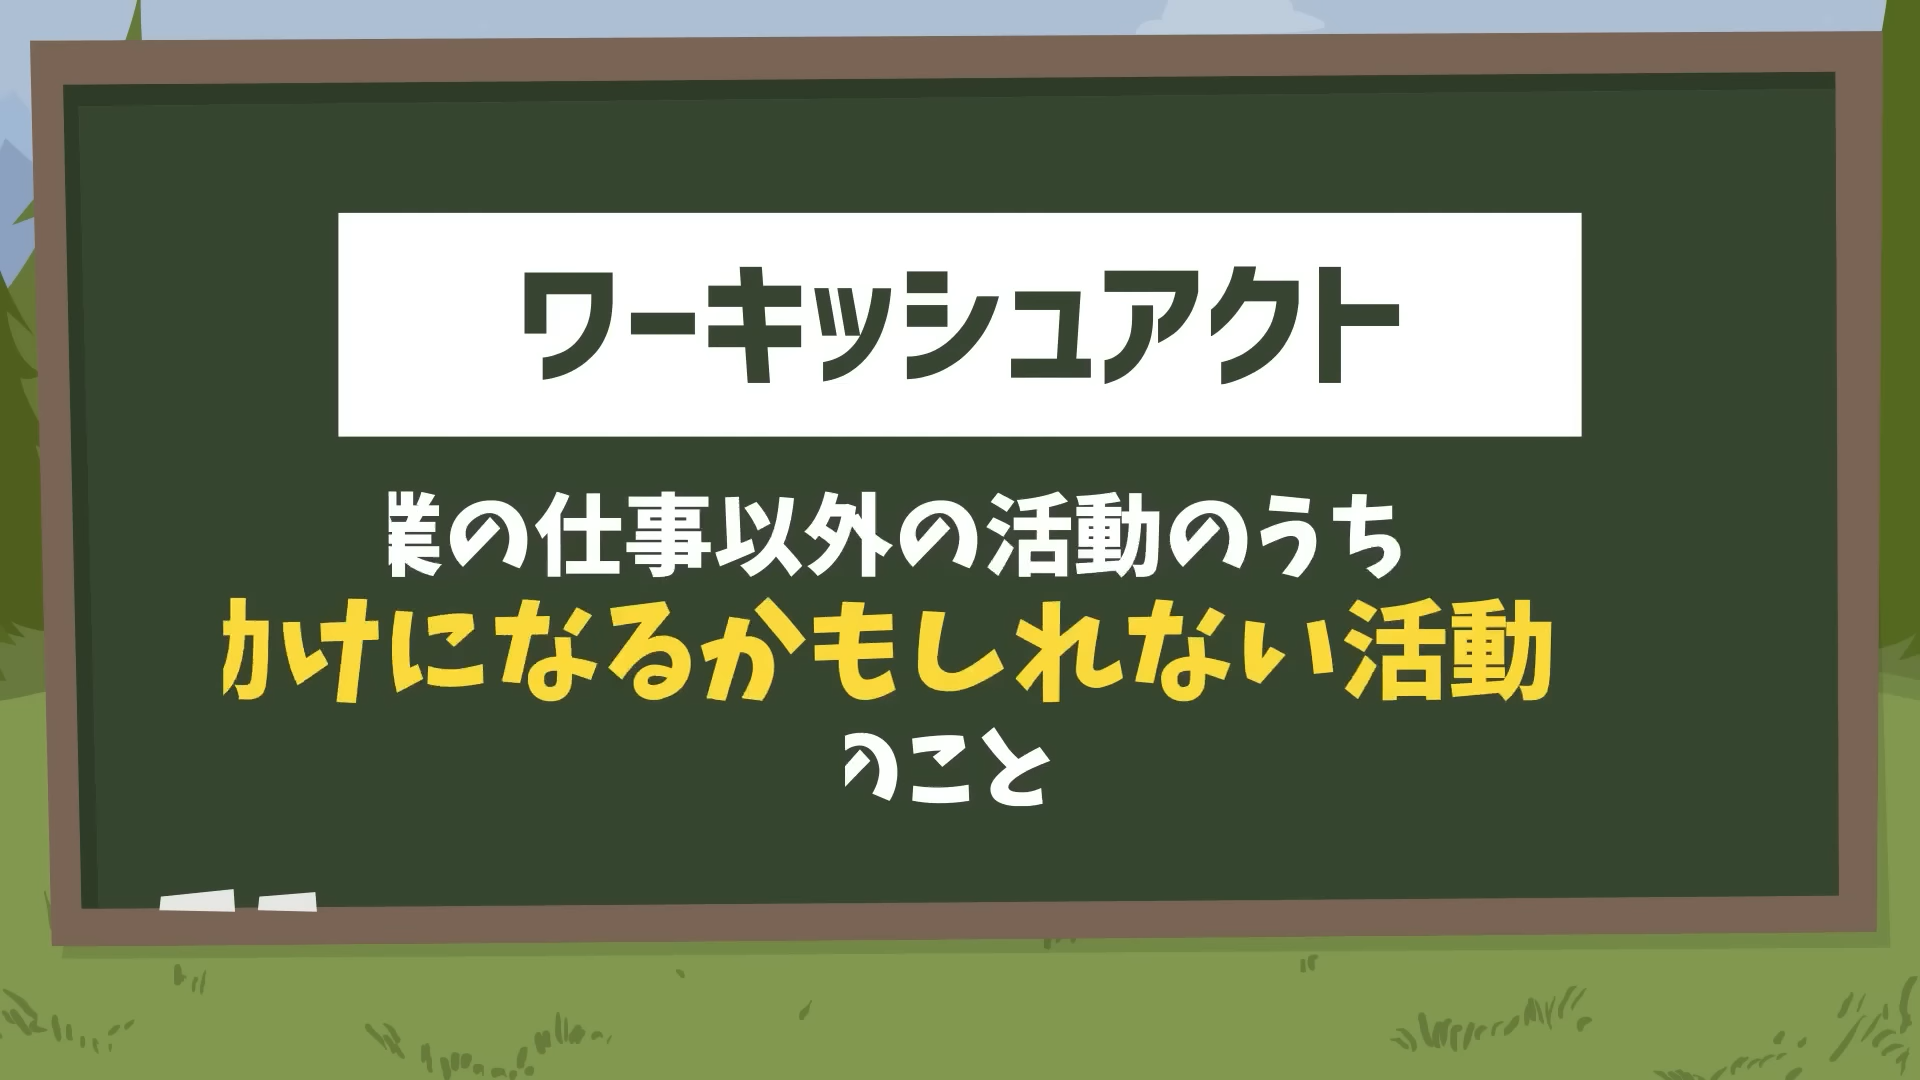 ワーキッシュアクト
業の仕事以外の活動のうち
かけになるかもしれない活動
のこと